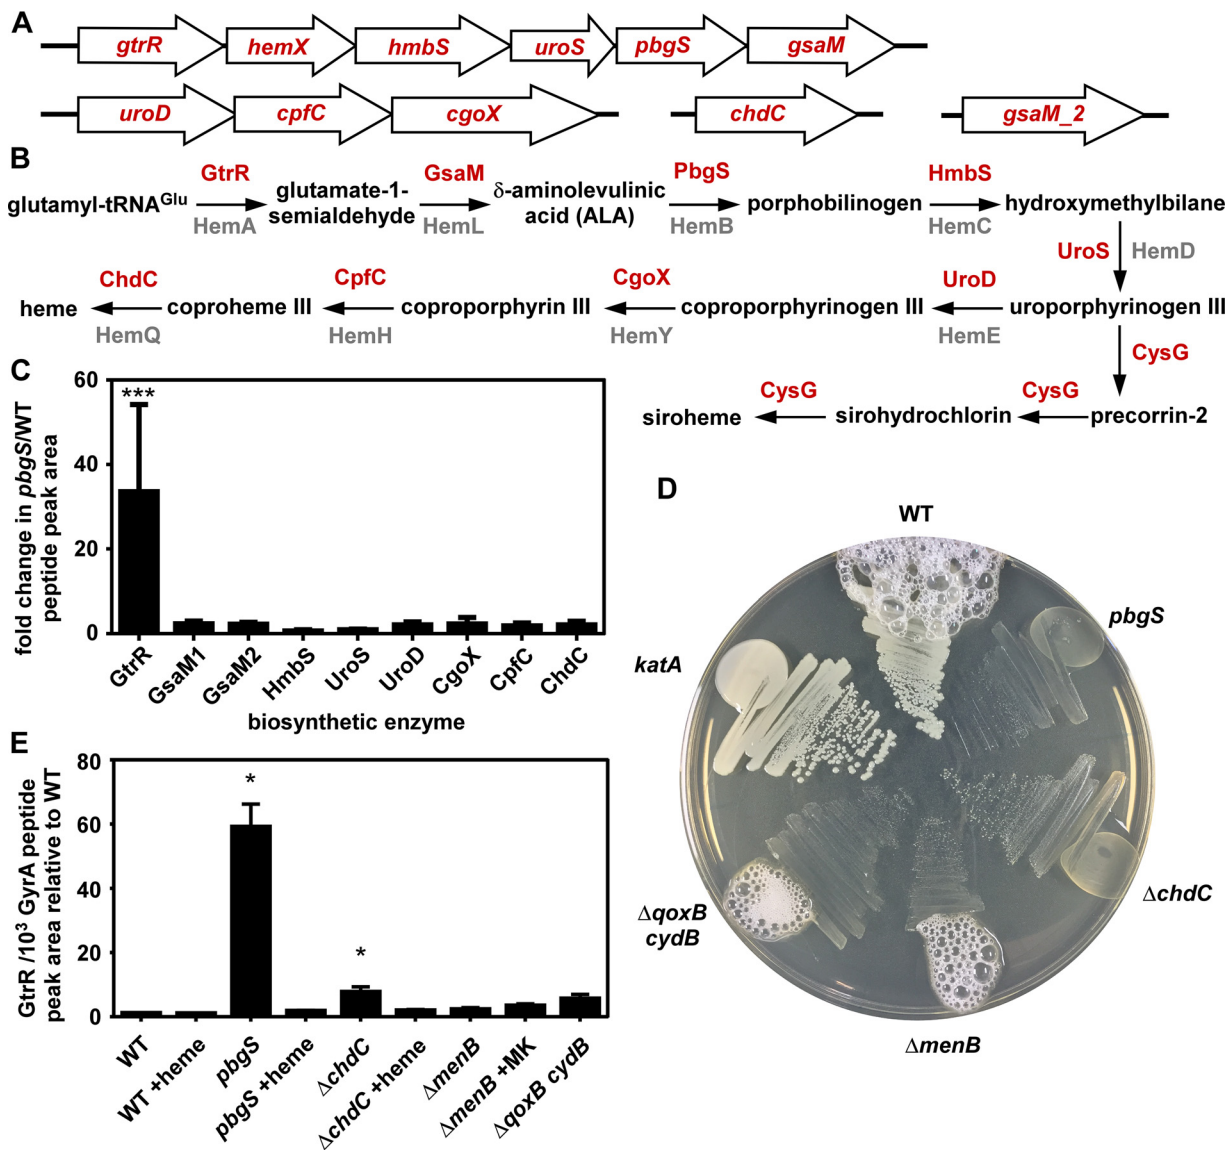 A
gtrR hemX hmbS uroS pbgS gsaM
uroD cpfC cgoX chdC gsaM_2
B
GtrR GsaM PbgS HmbS
glutamyl-tRNAGlu glutamate-1-semialdehyde δ-aminolevulinic acid (ALA) porphobilinogen hydroxymethylbilane
HemA HemL HemB HemC
UroS HemD
ChdC CpfC CgoX UroD
heme coproheme III coproporphyrin III coproporphyrinogen III uroporphyrinogen III
HemQ HemH HemY HemE
CysG
CysG CysG
siroheme sirohydrochlorin precorrin-2
C
fold change in pbgS/WT
peptide peak area
60
40
20
0
***
GtrR GsaM1 GsaM2 HmbS UroS UroD CgoX CpfC ChdC
biosynthetic enzyme
D
WT
pbgS
katA
ΔchdC
ΔqoxB
cydB
ΔmenB
E
GtrR /10³ GyrA peptide
peak area relative to WT
80
60
40
20
0
*
*
WT
WT +heme
pbgS
pbgS +heme
ΔchdC
ΔchdC +heme
ΔmenB
ΔmenB +MK
ΔqoxB cydB